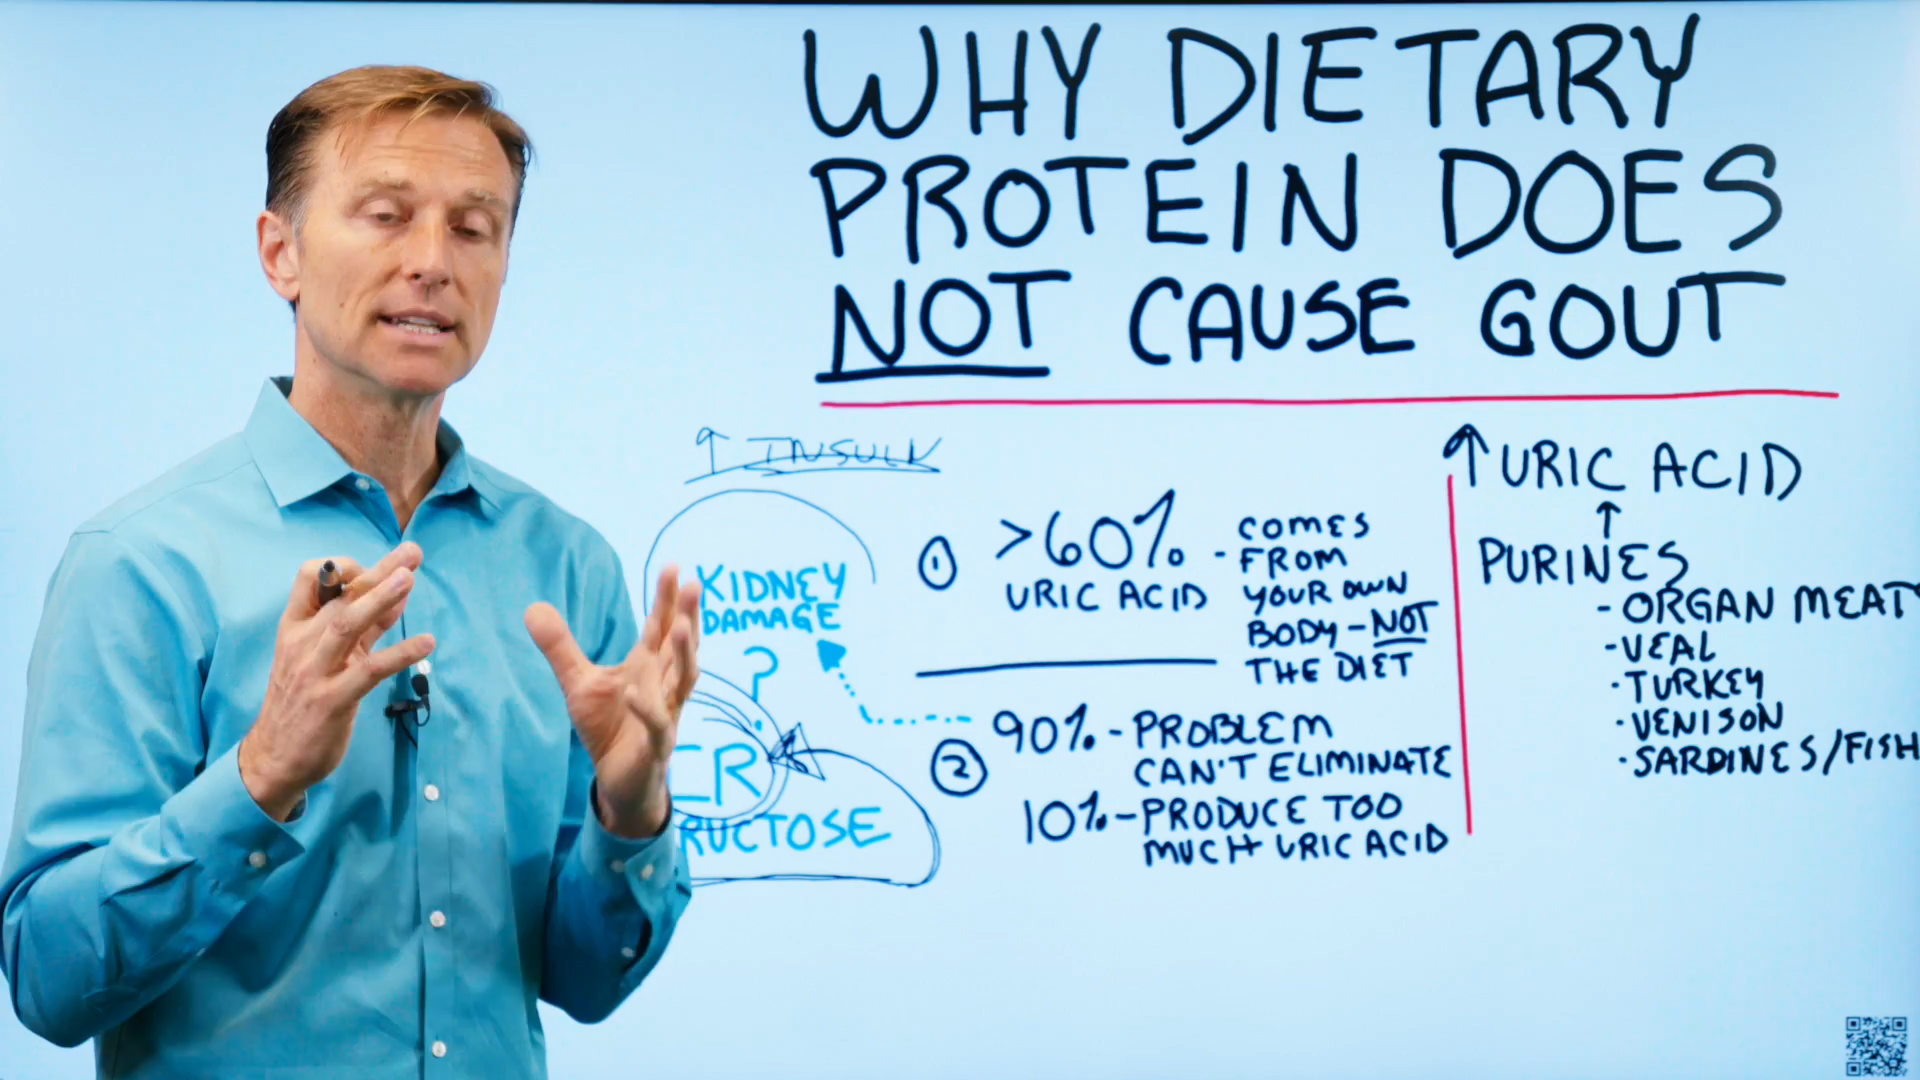 WHY DIETARY
PROTEIN DOES
NOT CAUSE GOUT
↑ INSULIN
KIDNEY
DAMAGE
?
RUCTOSE
① >60%
URIC ACID
- COMES
FROM
YOUR OWN
BODY - NOT
THE DIET
② 90% - PROBLEM
CAN'T ELIMINATE
10% - PRODUCE TOO
MUCH URIC ACID
↑ URIC ACID
↑
PURINES
- ORGAN MEAT
- VEAL
- TURKEY
- VENISON
- SARDINES/FISH